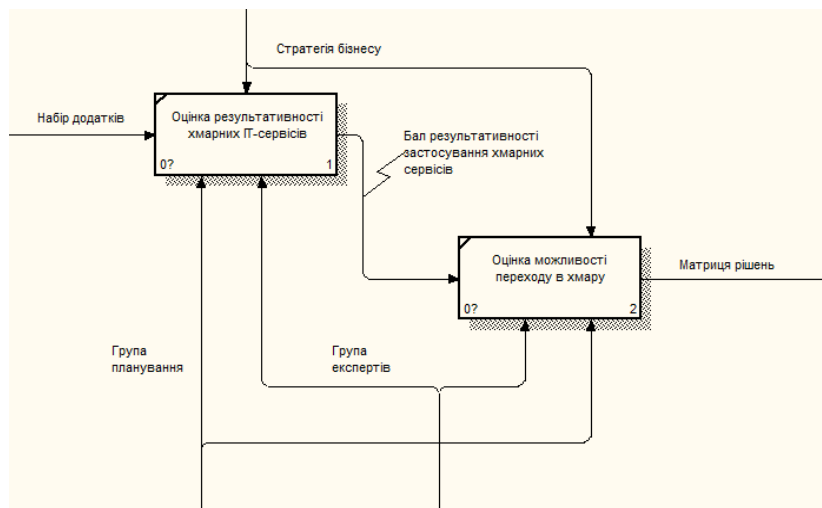 Стратегія бізнесу
Набір додатків
Оцінка результативності
хмарних ІТ-сервісів
0?
1
Бал результативності
застосування хмарних
сервісів
Оцінка можливості
переходу в хмару
0?
2
Матриця рішень
Група
планування
Група
експертів